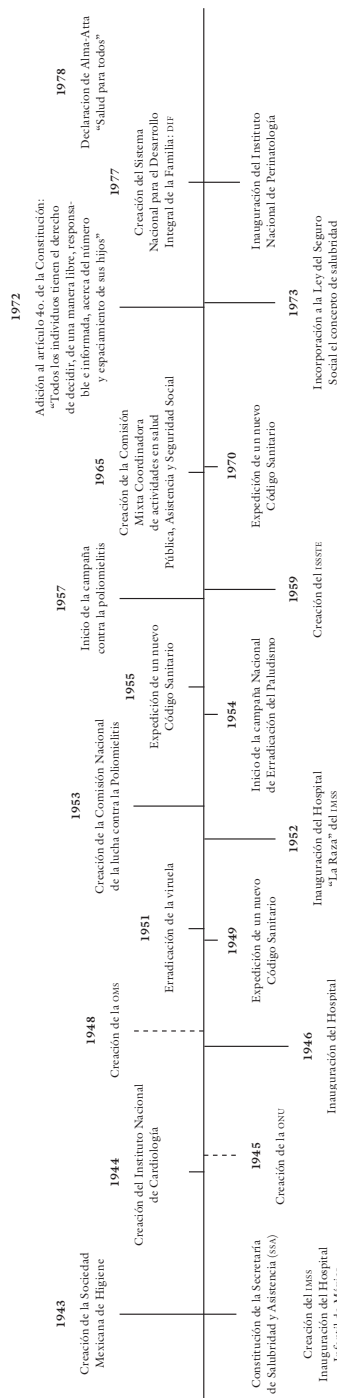 1943
Creación de la Sociedad
Mexicana de Higiene
Constitución de la Secretaría
de Salubridad y Asistencia (SSA)
Creación del IMSS
Inauguración del Hospital
1944
Creación del Instituto Nacional
de Cardiología
1945
Creación de la ONU
1946
Inauguración del Hospital
1948
Creación de la OMS
1949
Expedición de un nuevo
Código Sanitario
1951
Erradicación de la viruela
1952
Inauguración del Hospital
“La Raza” del IMSS
1953
Creación de la Comisión Nacional
de la lucha contra la Poliomielitis
1954
Inicio de la campaña Nacional
de Erradicación del Paludismo
1955
Expedición de un nuevo
Código Sanitario
1957
Inicio de la campaña
contra la poliomielitis
1959
Creación del ISSSTE
1965
Creación de la Comisión
Mixta Coordinadora
de actividades en salud
Pública, Asistencia y Seguridad Social
1970
Expedición de un nuevo
Código Sanitario
1972
Adición al artículo 4o. de la Constitución:
“Todos los individuos tienen el derecho
de decidir, de una manera libre, responsa-
ble e informada, acerca del número
y espaciamiento de sus hijos”
1973
Incorporación a la Ley del Seguro
Social el concepto de salubridad
1977
Creación del Sistema
Nacional para el Desarrollo
Integral de la Familia: DIF
Inauguración del Instituto
Nacional de Perinatología
1978
Declaracion de Alma-Atta
“Salud para todos”